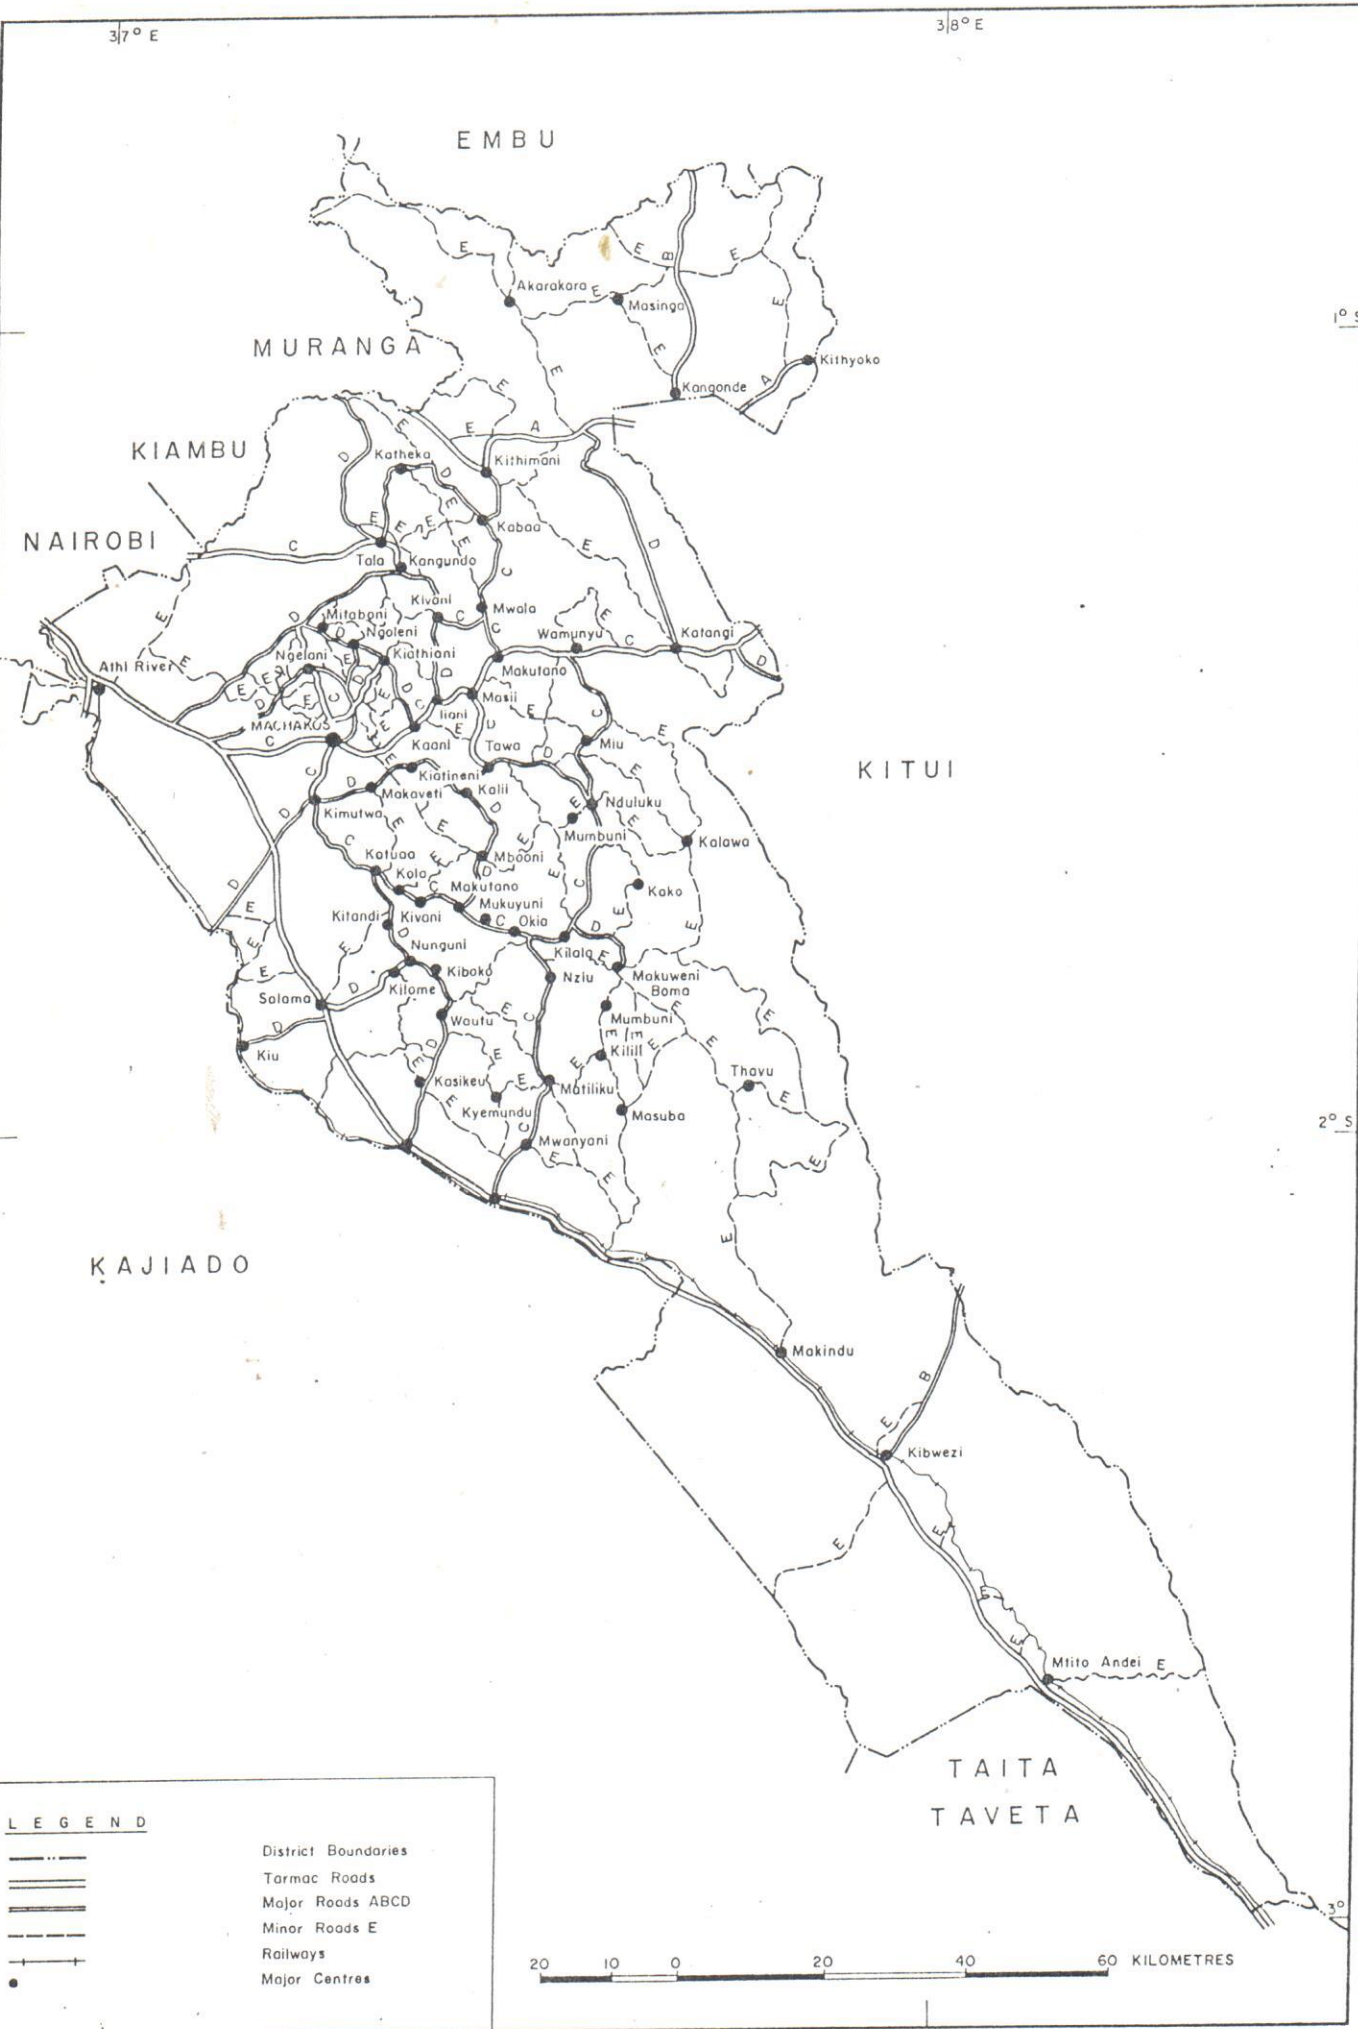 37° E
38° E
EMBU
E
E
B
E
Akarakara
E
Masinga
E
1° S
MURANGA
E
E
Kithyoko
A
Kangonde
E
E
A
KIAMBU
D
Katheka
D
Kithimani
E
E
E
E
E
Kabaa
NAIROBI
C
E
D
Tala
Kangundo
C
E
Kivani
Mwala
D
Mitaboni
C
E
D
Ngoleni
C
Wamunyu
C
Katangi
Athi River
E
Ngelani
Kiathiani
Makutano
D
E
E
E
D
D
D
E
C
D
C
Masii
MACHAKOS
Iiani
C
E
D
C
E
Kaani
Tawa
D
Miu
KITUI
C
Kiatineni
D
Makaveti
Kalii
E
Nduluku
D
Kimutwa
D
E
E
Mumbuni
E
Kalawa
C
Katuaa
E
Mbooni
E
Kola
D
Makutano
C
Kako
D
C
Mukuyuni
E
Kitandi
Kivani
C
Okia
D
E
E
D
Nunguni
Kilala
E
E
E
Kiboko
Nziu
Makuweni
Boma
Salama
D
Kilome
E
E
Wautu
C
Mumbuni
E
D
E
E
E
E
Kiu
D
E
Kilili
Thavu
E
Kasikeu
E
E
Matiliku
E
Kyemundu
Masuba
E
C
Mwanyani
2° S
E
E
E
E
KAJIADO
Makindu
B
E
Kibwezi
E
E
E
E
Mtito Andei
E
TAITA
TAVETA
LEGEND
District Boundaries
Tarmac Roads
Major Roads ABCD
Minor Roads E
Railways
Major Centres
3°
20 10 0 20 40 60 KILOMETRES